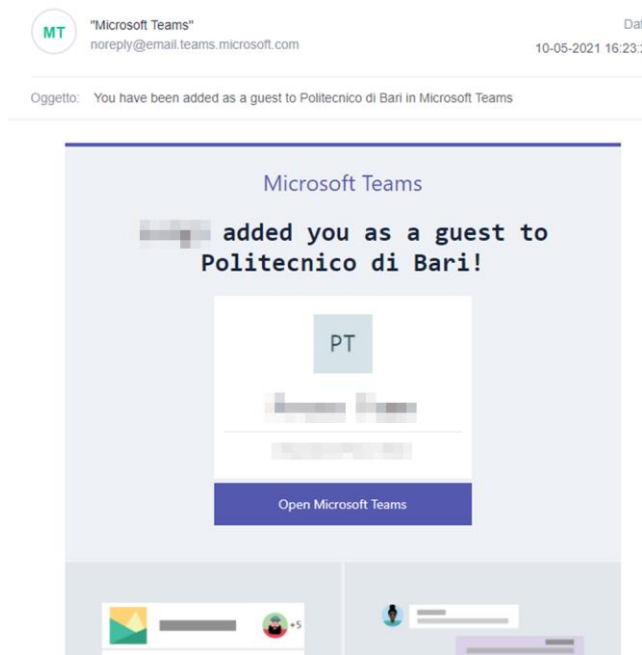 MT
"Microsoft Teams"
noreply@email.teams.microsoft.com
10-05-2021 16:23:
Oggetto: You have been added as a guest to Politecnico di Bari in Microsoft Teams
Microsoft Teams
added you as a guest to
Politecnico di Bari!
PT
Open Microsoft Teams
+5